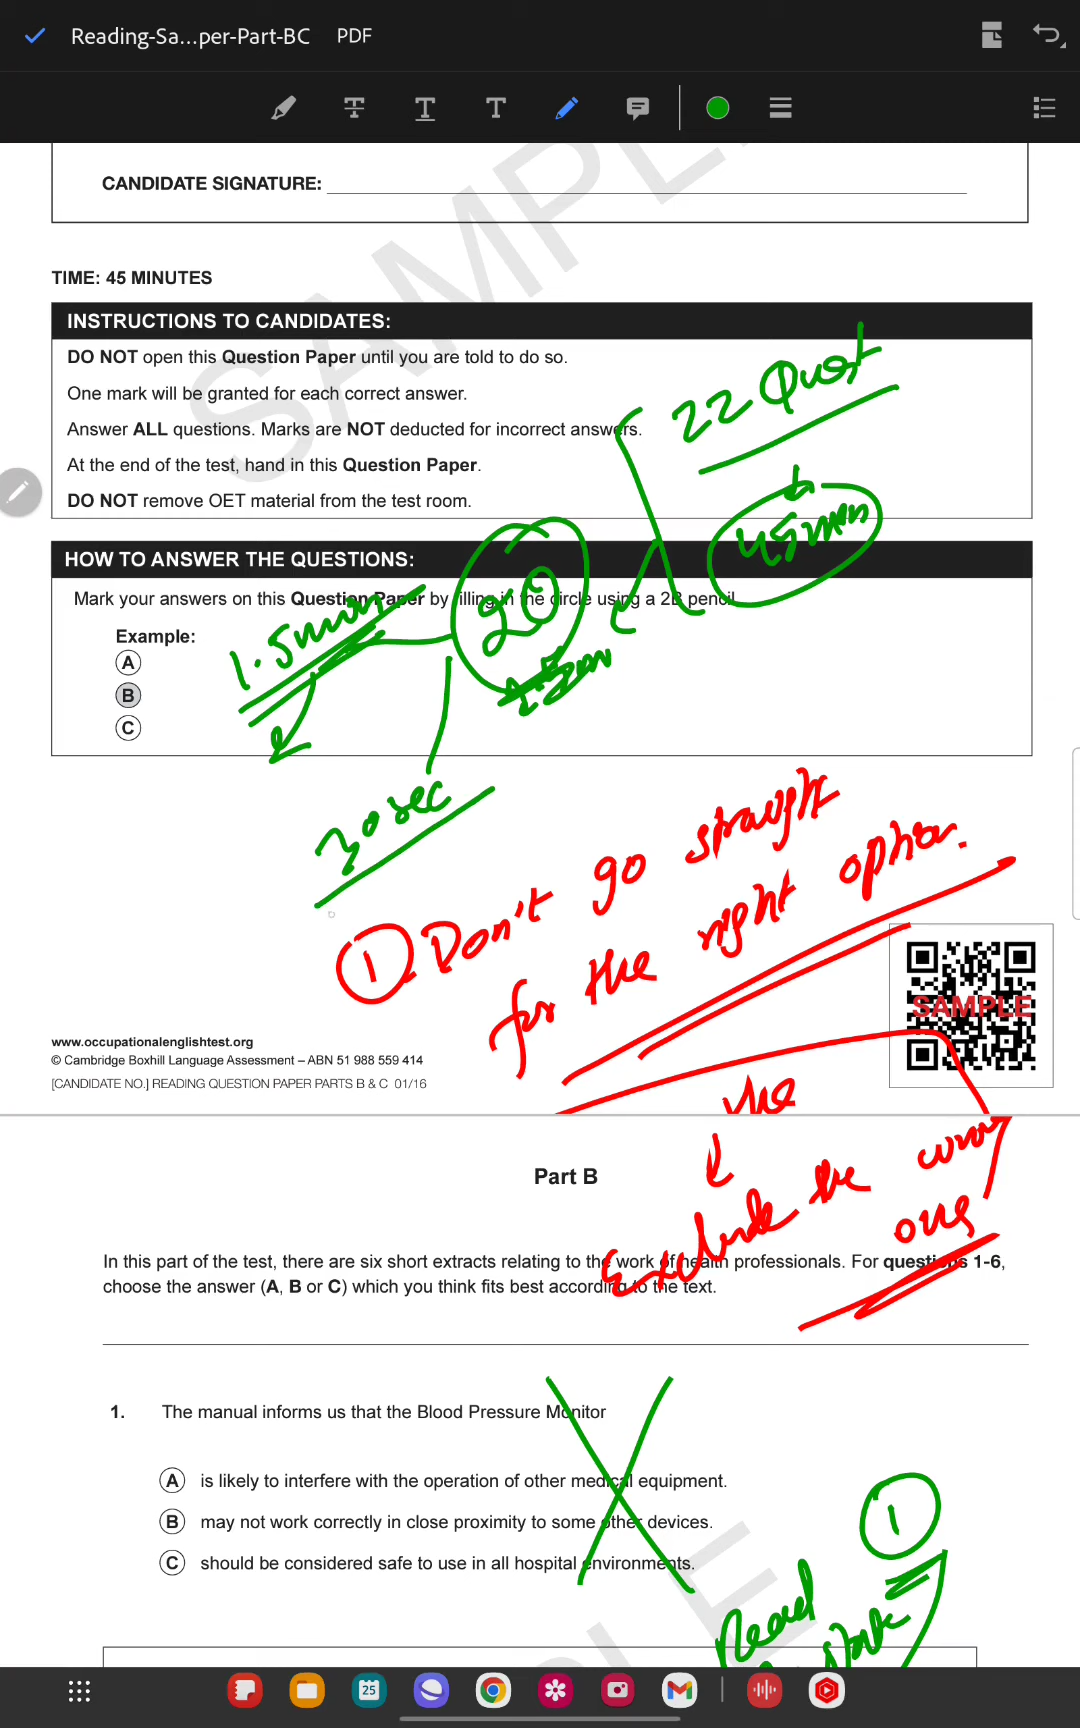 Reading-Sa...per-Part-BC PDF
CANDIDATE SIGNATURE:
SAMPLE
TIME: 45 MINUTES
INSTRUCTIONS TO CANDIDATES:
DO NOT open this Question Paper until you are told to do so.
One mark will be granted for each correct answer.
Answer ALL questions. Marks are NOT deducted for incorrect answers.
At the end of the test, hand in this Question Paper.
DO NOT remove OET material from the test room.
22 Quest
45 min
HOW TO ANSWER THE QUESTIONS:
Mark your answers on this Question Paper by filling in the circle using a 2B pencil.
Example:
A
B
C
1.5 min
20
30 sec
1 Don't go straight
for the right option.
SAMPLE
www.occupationalenglishtest.org
© Cambridge Boxhill Language Assessment – ABN 51 988 559 414
[CANDIDATE NO.] READING QUESTION PAPER PARTS B & C 01/16
the
Exclude the wrong
ones
Part B
In this part of the test, there are six short extracts relating to the work of health professionals. For questions 1-6,
choose the answer (A, B or C) which you think fits best according to the text.
1. The manual informs us that the Blood Pressure Monitor
A is likely to interfere with the operation of other medical equipment.
B may not work correctly in close proximity to some other devices.
C should be considered safe to use in all hospital environments.
1
Read
25